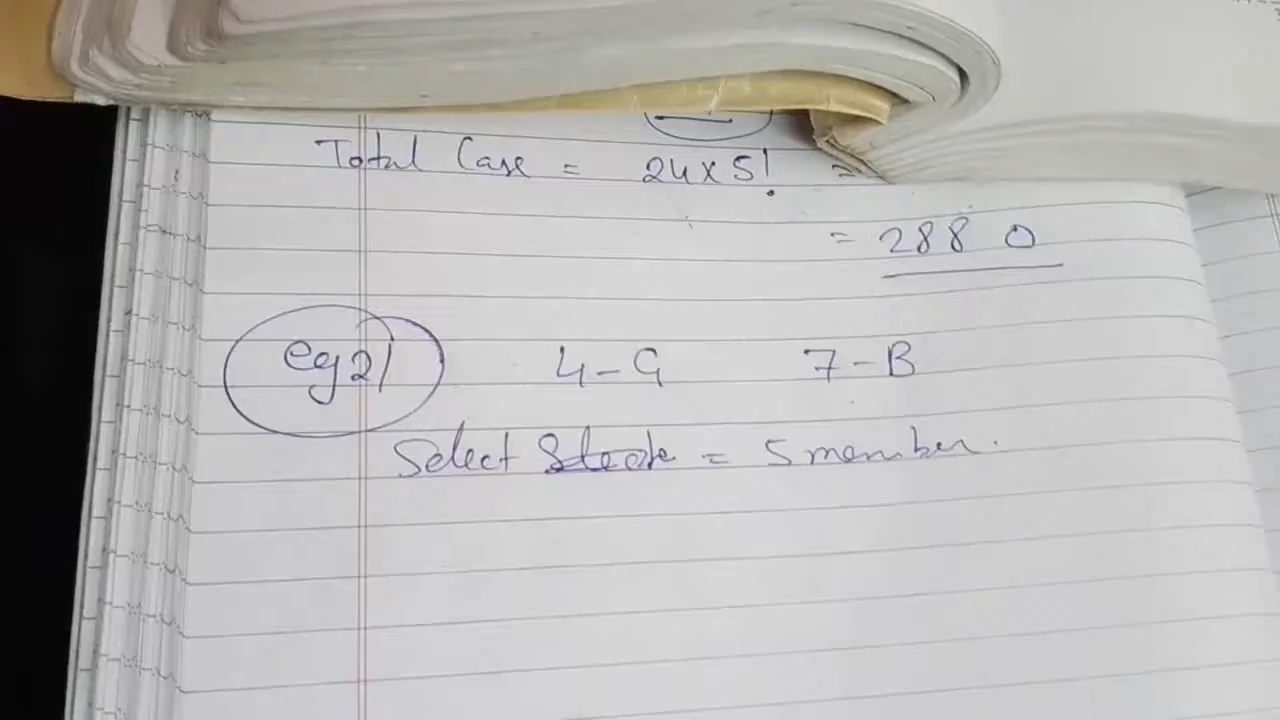 Total Case = 24 x 5! =
= 2880
eg 21 4-G 7-B
Select = 5 member.